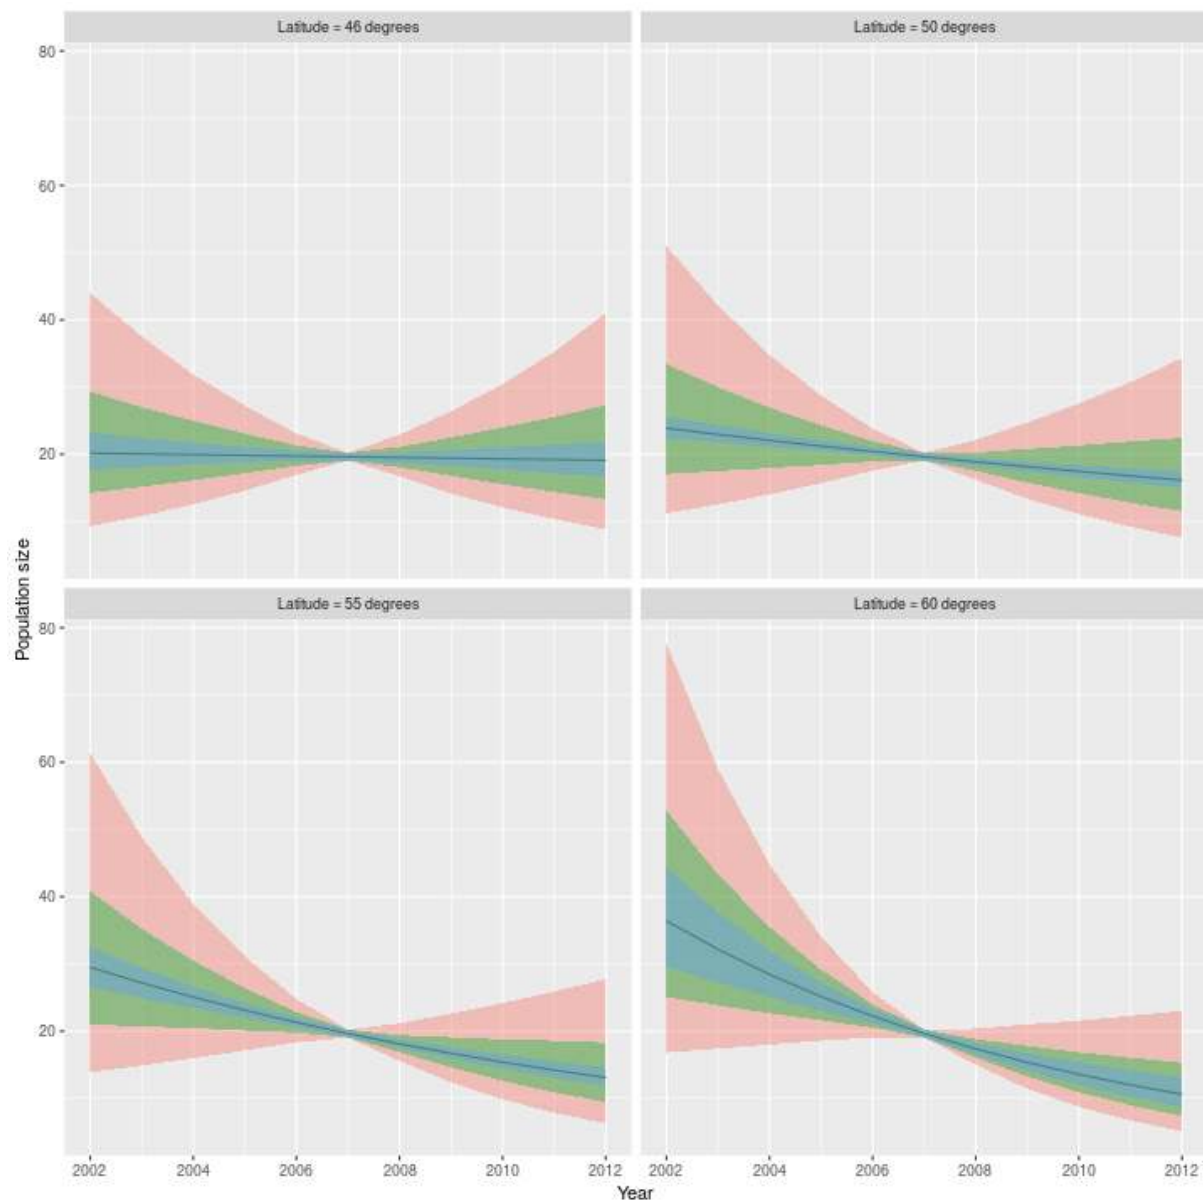 Latitude = 46 degrees
Latitude = 50 degrees
80
60
40
20
Latitude = 55 degrees
Latitude = 60 degrees
80
60
40
20
Population size
2002 2004 2006 2008 2010 2012 2002 2004 2006 2008 2010 2012
Year